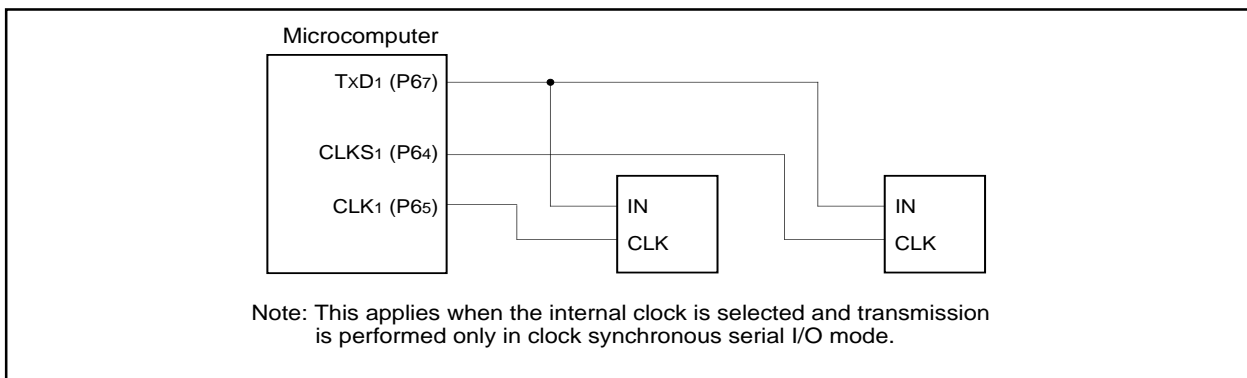 Microcomputer
TxD1 (P67)
CLKS1 (P64)
CLK1 (P65)
IN
CLK
IN
CLK
Note: This applies when the internal clock is selected and transmission
is performed only in clock synchronous serial I/O mode.